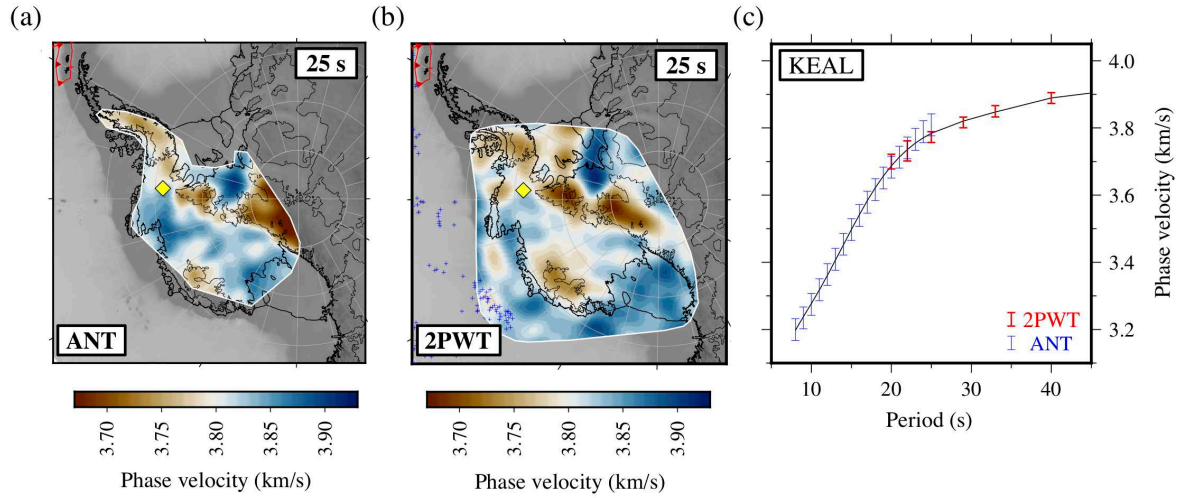 (a)
25 s
ANT
3.70
3.75
3.80
3.85
3.90
Phase velocity (km/s)
(b)
25 s
2PWT
3.70
3.75
3.80
3.85
3.90
Phase velocity (km/s)
(c)
KEAL
4.0
3.8
3.6
3.4
3.2
Phase velocity (km/s)
2PWT
ANT
10
20
30
40
Period (s)